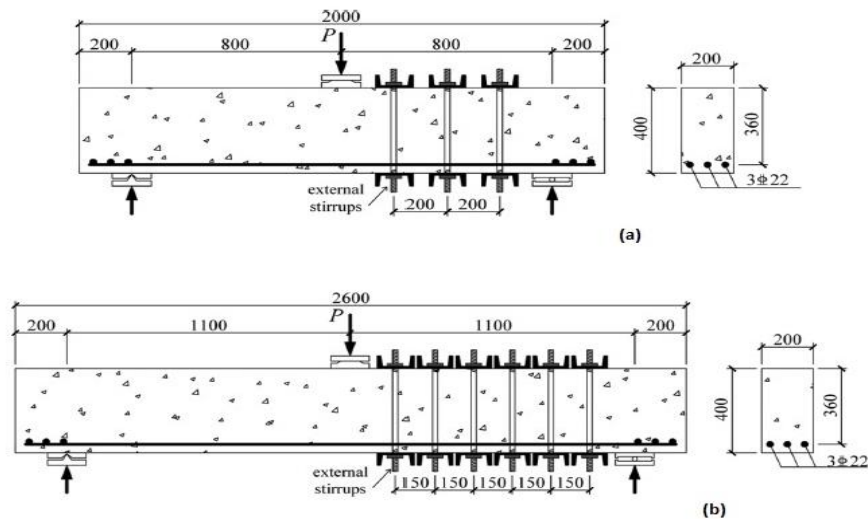 2000
200 800 800 200
P
200
400
360
external
stirrups
200 200
3Φ22
(a)
2600
200 1100 1100 200
P
200
400
360
external
stirrups
150 150 150 150 150
3Φ22
(b)